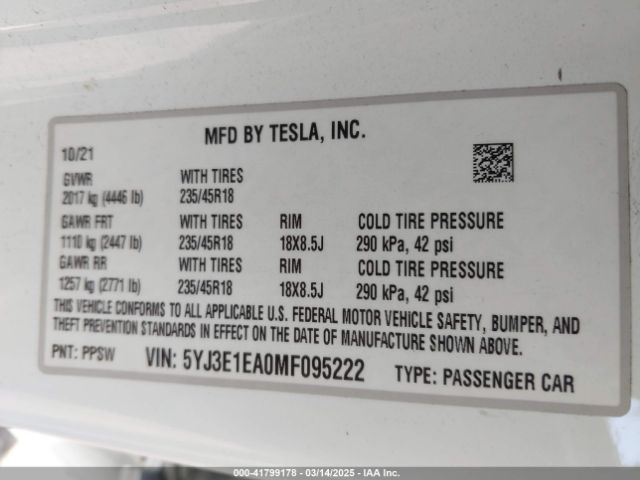 MFD BY TESLA, INC.
10/21
GVWR WITH TIRES
2017 kg (4446 lb) 235/45R18
GAWR FRT WITH TIRES RIM COLD TIRE PRESSURE
1110 kg (2447 lb) 235/45R18 18X8.5J 290 kPa, 42 psi
GAWR RR WITH TIRES RIM COLD TIRE PRESSURE
1257 kg (2771 lb) 235/45R18 18X8.5J 290 kPa, 42 psi
THIS VEHICLE CONFORMS TO ALL APPLICABLE U.S. FEDERAL MOTOR VEHICLE SAFETY, BUMPER, AND
THEFT PREVENTION STANDARDS IN EFFECT ON THE DATE OF MANUFACTURE SHOWN ABOVE.
PNT: PPSW VIN: 5YJ3E1EA0MF095222 TYPE: PASSENGER CAR
000-41799178 - 03/14/2025 - IAA Inc.